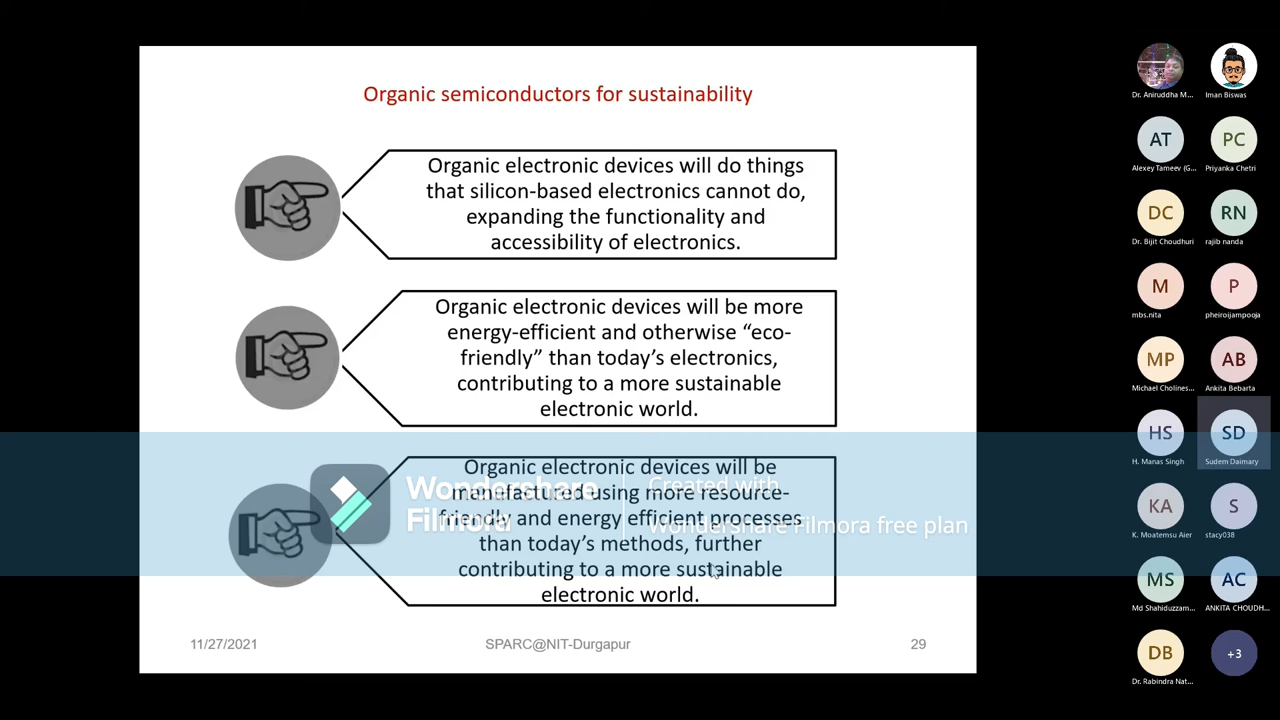 Organic semiconductors for sustainability
Organic electronic devices will do things
that silicon-based electronics cannot do,
expanding the functionality and
accessibility of electronics.
Organic electronic devices will be more
energy-efficient and otherwise “eco-
friendly” than today’s electronics,
contributing to a more sustainable
electronic world.
Organic electronic devices will be
manufactured using more resource-
friendly and energy efficient processes
than today’s methods, further
contributing to a more sustainable
electronic world.
Wondershare
Filmora
Created with
Wondershare Filmora free plan
11/27/2021
SPARC@NIT-Durgapur
29
Dr. Aniruddha M...
Iman Biswas
AT
PC
Alexey Tameev (G...
Priyanka Chetri
DC
RN
Dr. Bijit Choudhuri
rajib nanda
M
P
mbs.nita
pheiroijampooja
MP
AB
Michael Cholines...
Ankita Bebarta
HS
SD
H. Manas Singh
Sudem Daimary
KA
S
K. Moatemsu Aier
stacy038
MS
AC
Md Shahiduzzam...
ANKITA CHOUDH...
DB
+3
Dr. Rabindra Nat...